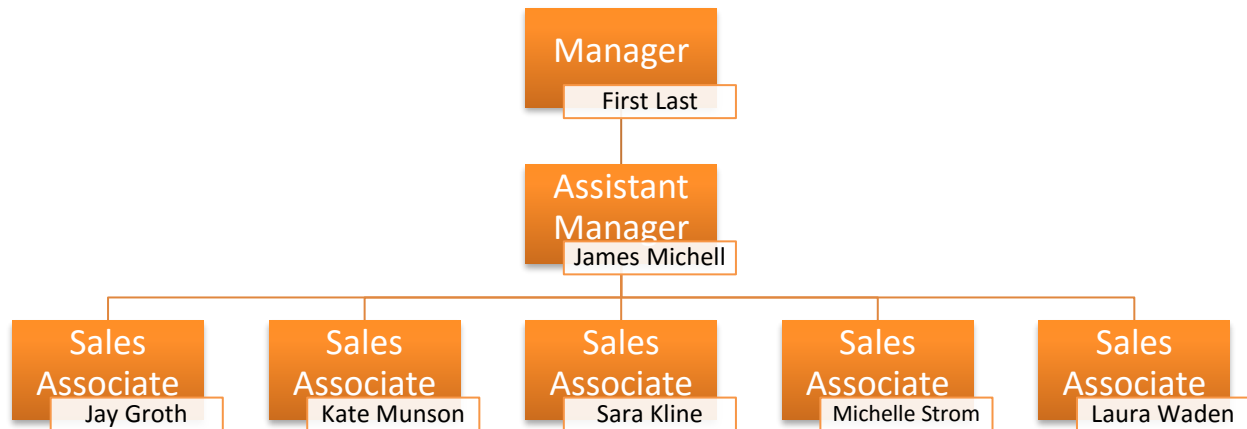 Manager
First Last
Assistant
Manager
James Michell
Sales
Associate
Jay Groth
Sales
Associate
Kate Munson
Sales
Associate
Sara Kline
Sales
Associate
Michelle Strom
Sales
Associate
Laura Waden